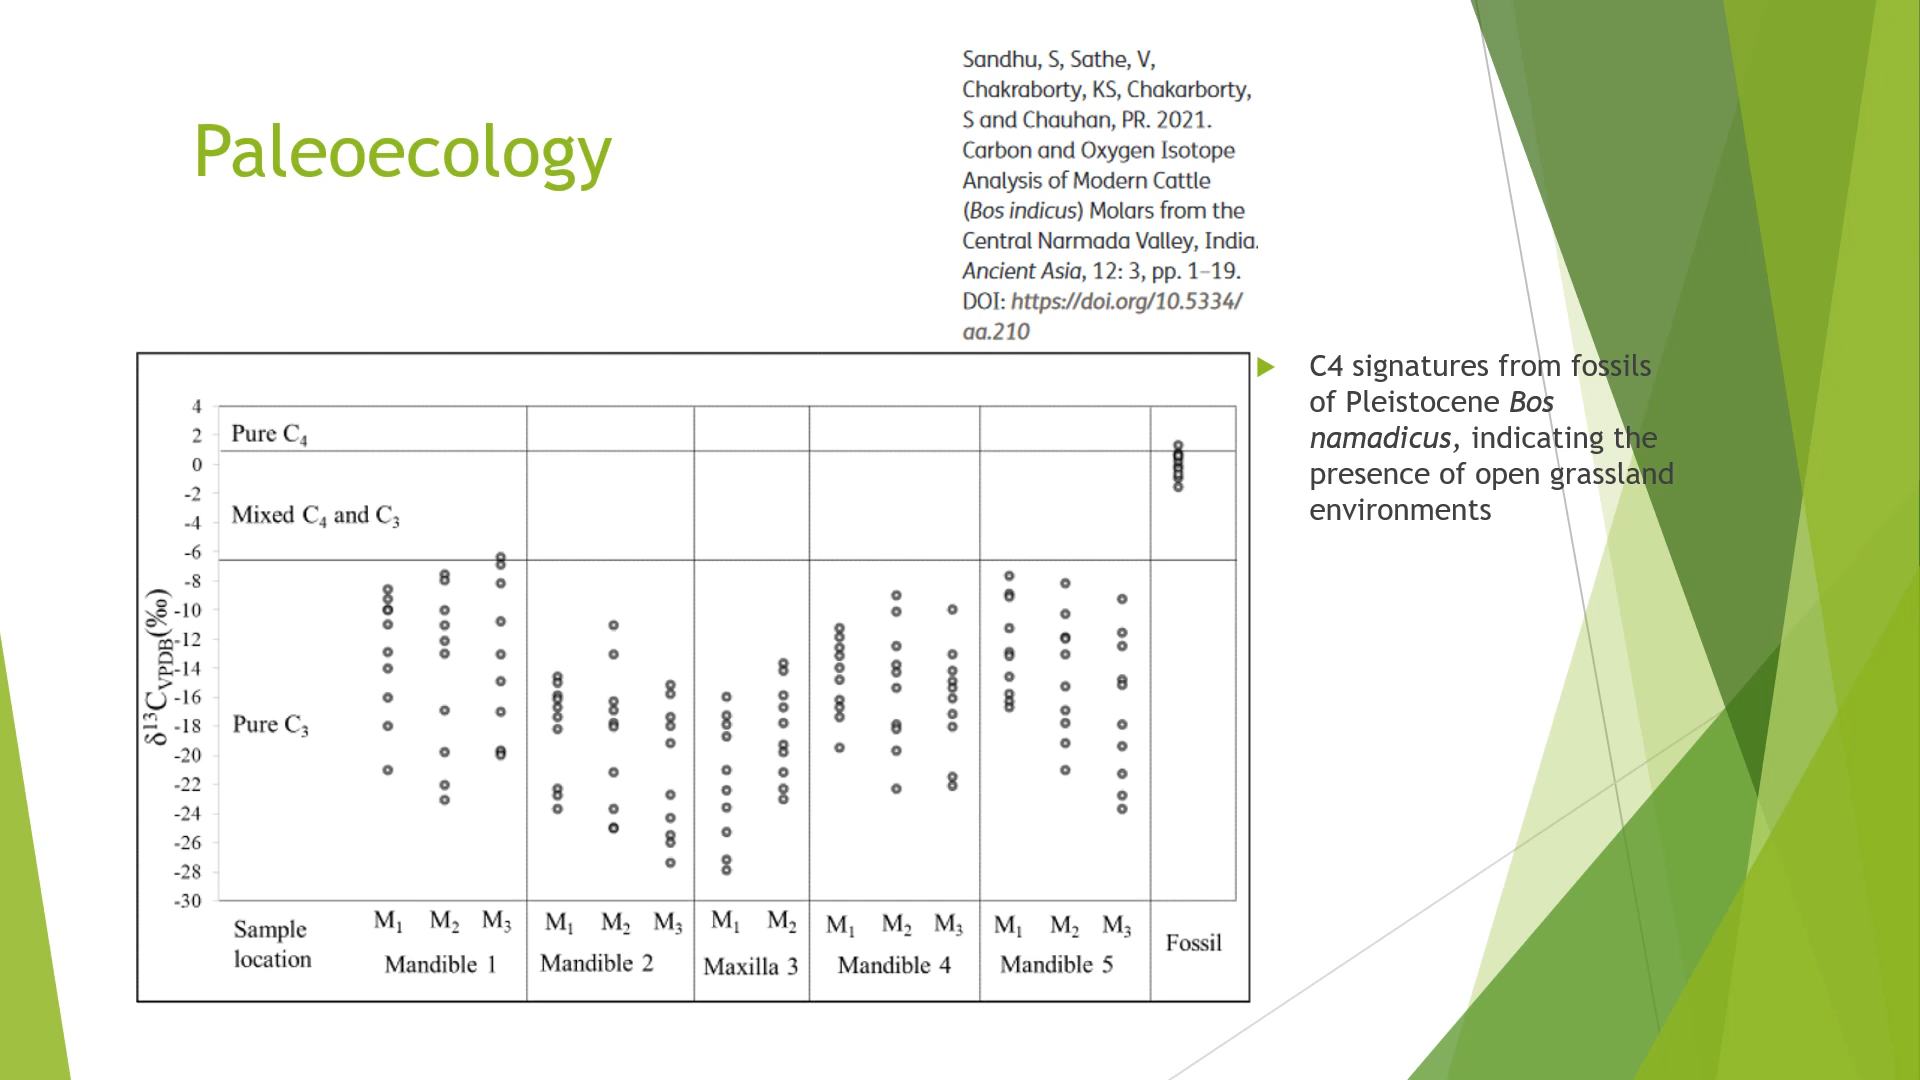 Paleoecology
Sandhu, S, Sathe, V,
Chakraborty, KS, Chakarborty,
S and Chauhan, PR. 2021.
Carbon and Oxygen Isotope
Analysis of Modern Cattle
(Bos indicus) Molars from the
Central Narmada Valley, India.
Ancient Asia, 12: 3, pp. 1–19.
DOI: https://doi.org/10.5334/
aa.210
C4 signatures from fossils
of Pleistocene Bos
namadicus, indicating the
presence of open grassland
environments
δ¹³C_VPDB(‰)
4
2
0
-2
-4
-6
-8
-10
-12
-14
-16
-18
-20
-22
-24
-26
-28
-30
Pure C₄
Mixed C₄ and C₃
Pure C₃
Sample
location
M₁ M₂ M₃ M₁ M₂ M₃ M₁ M₂ M₁ M₂ M₃ M₁ M₂ M₃
Mandible 1 Mandible 2 Maxilla 3 Mandible 4 Mandible 5
Fossil